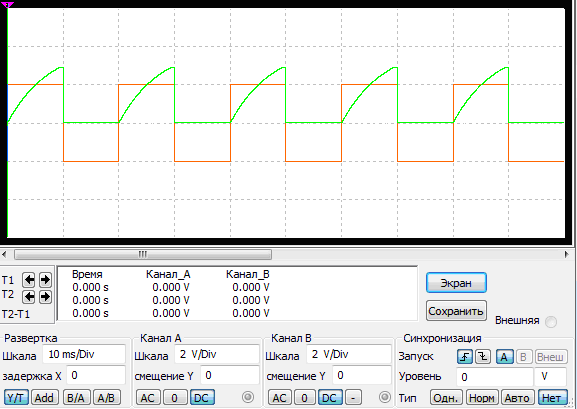 T1 Время Канал_А Канал_В
0.000 s 0.000 V 0.000 V
T2 0.000 s 0.000 V 0.000 V
T2-T1 0.000 s 0.000 V 0.000 V
Экран
Сохранить
Внешняя
Развертка
Шкала 10 ms/Div
задержка X 0
Y/T Add B/A A/B
Канал А
Шкала 2 V/Div
смещение Y 0
AC 0 DC
Канал В
Шкала 2 V/Div
смещение Y 0
AC 0 DC -
Синхронизация
Запуск А В Внеш
Уровень 0 V
Тип Одн. Норм Авто Нет